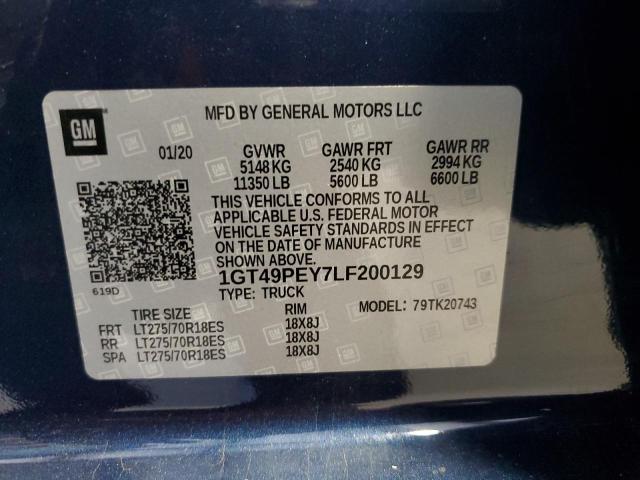 GM
MFD BY GENERAL MOTORS LLC
01/20 GVWR GAWR FRT GAWR RR
5148 KG 2540 KG 2994 KG
11350 LB 5600 LB 6600 LB
THIS VEHICLE CONFORMS TO ALL
APPLICABLE U.S. FEDERAL MOTOR
VEHICLE SAFETY STANDARDS IN EFFECT
ON THE DATE OF MANUFACTURE
SHOWN ABOVE.
619D
1GT49PEY7LF200129
TYPE: TRUCK MODEL: 79TK20743
TIRE SIZE RIM
FRT LT275/70R18ES 18X8J
RR LT275/70R18ES 18X8J
SPA LT275/70R18ES 18X8J